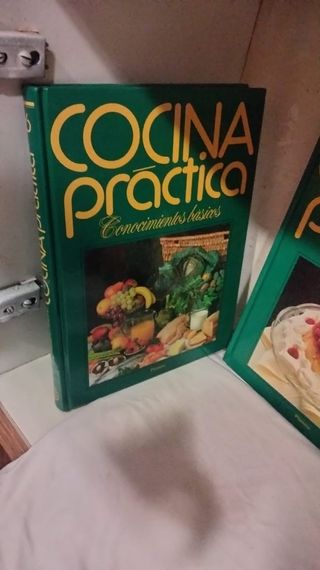 COCINA
práctica
Conocimientos básicos
COCINA práctica